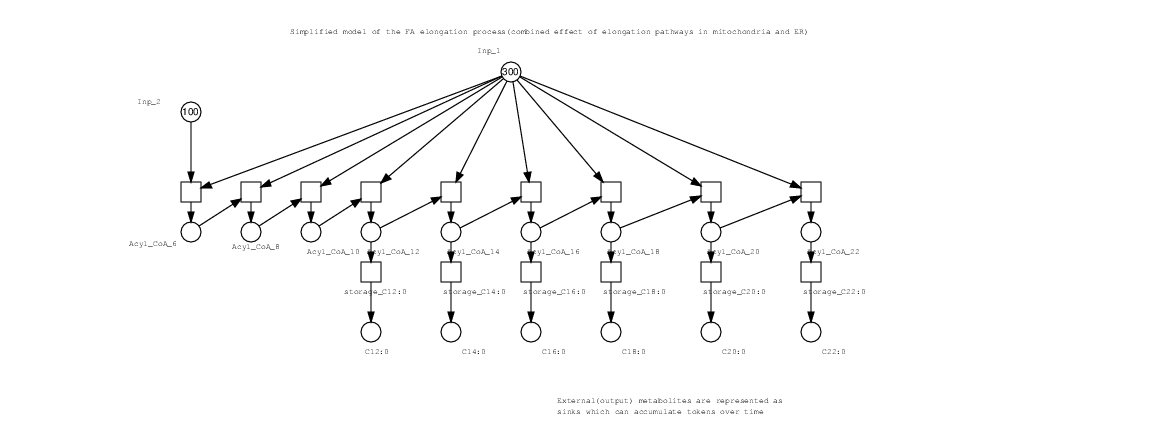 Simplified model of the FA elongation process(combined effect of elongation pathways in mitochondria and ER)
Inp_1
300
Inp_2
100
Acyl_CoA_6
Acyl_CoA_8
Acyl_CoA_10
Acyl_CoA_12
Acyl_CoA_14
Acyl_CoA_16
Acyl_CoA_18
Acyl_CoA_20
Acyl_CoA_22
storage_C12:0
storage_C14:0
storage_C16:0
storage_C18:0
storage_C20:0
storage_C22:0
C12:0
C14:0
C16:0
C18:0
C20:0
C22:0
External(output) metabolites are represented as
sinks which can accumulate tokens over time